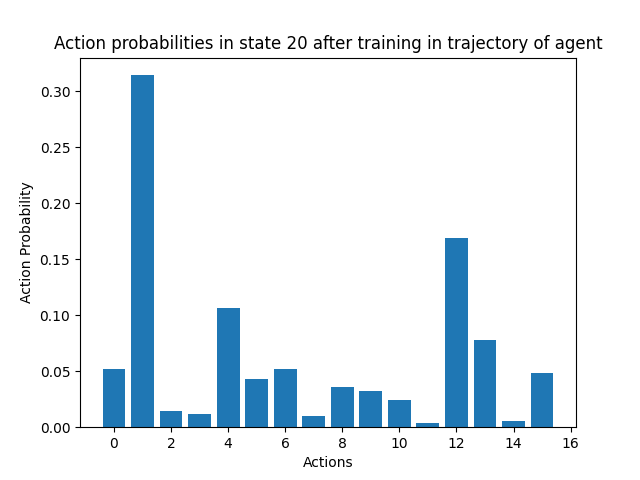 Action probabilities in state 20 after training in trajectory of agent
0.30
0.25
0.20
0.15
0.10
0.05
0.00
Action Probability
0 2 4 6 8 10 12 14 16
Actions